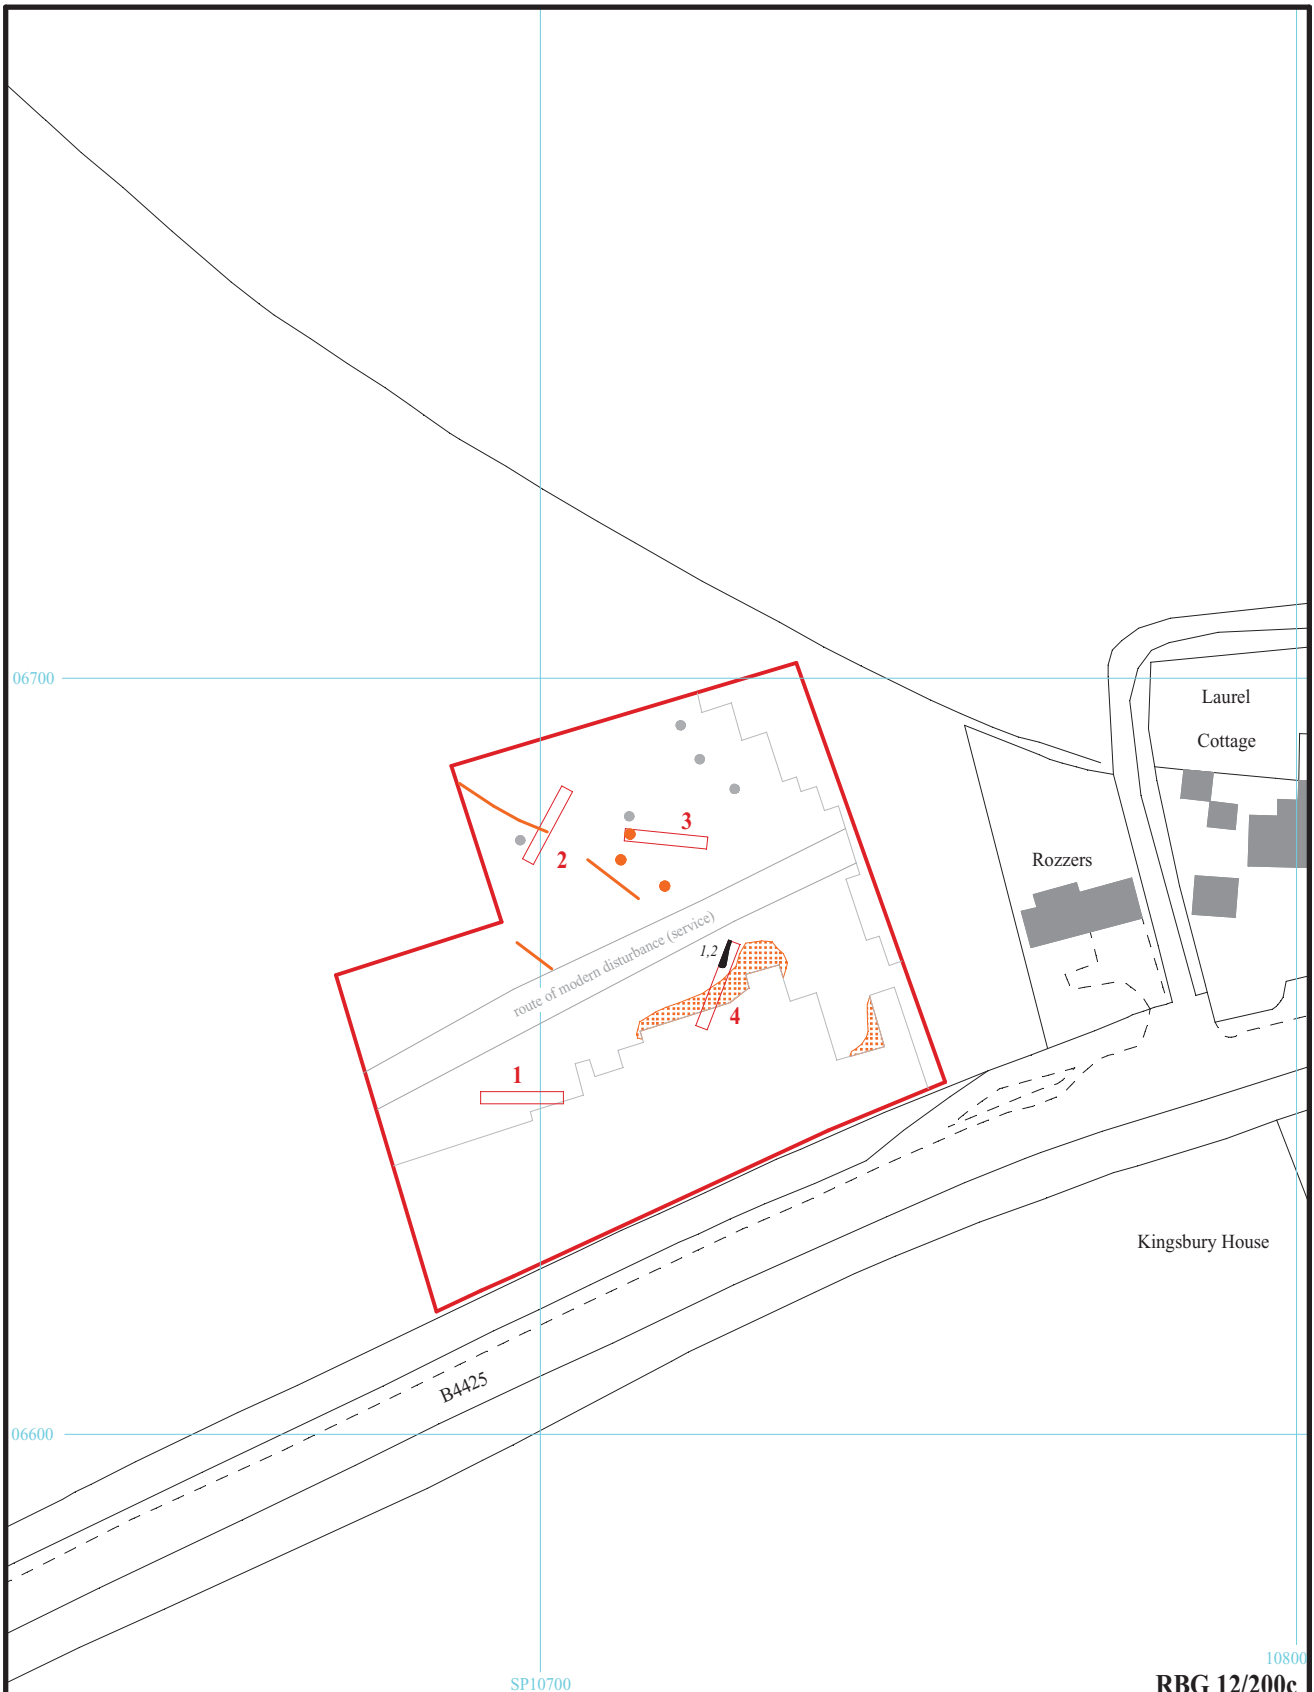 06700
Laurel
Cottage
3
2
Rozzers
route of modern disturbance (service)
1,2
4
1
Kingsbury House
B4425
06600
10800
SP10700
RBG 12/200c